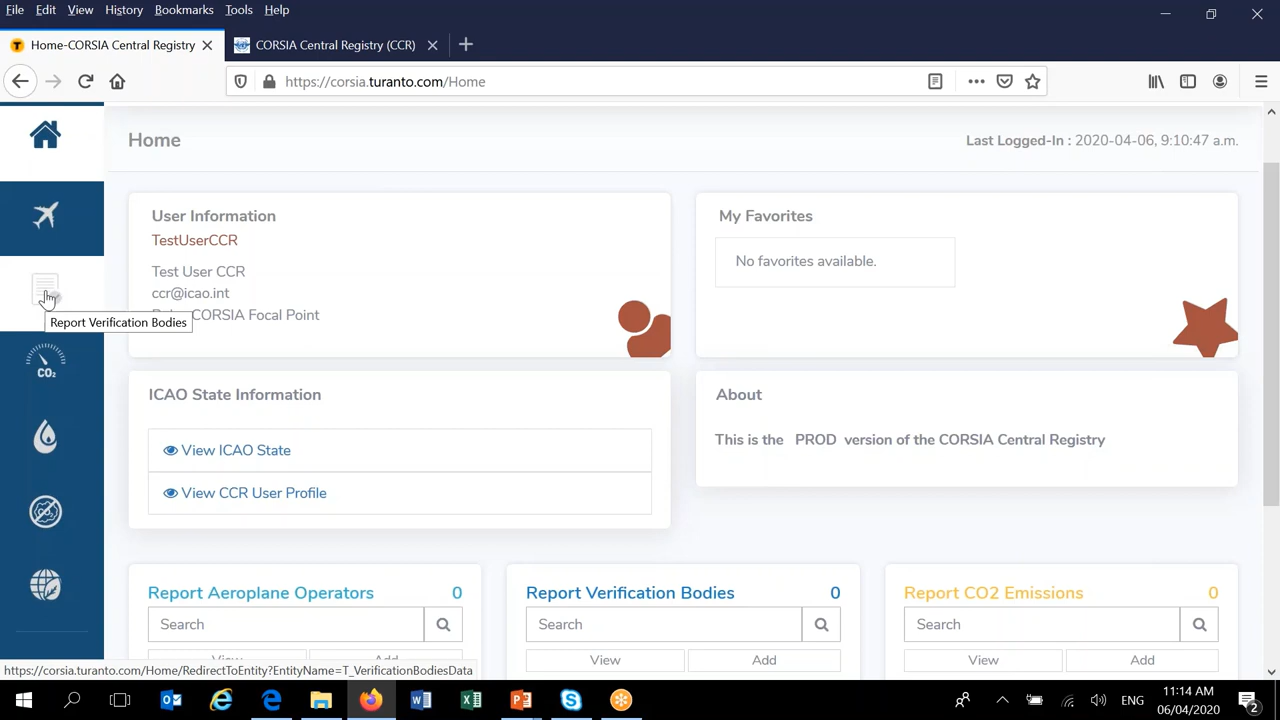 File Edit View History Bookmarks Tools Help
Home-CORSIA Central Registry
CORSIA Central Registry (CCR)
https://corsia.turanto.com/Home
Home
Last Logged-In : 2020-04-06, 9:10:47 a.m.
User Information
TestUserCCR
Test User CCR
ccr@icao.int
CORSIA Focal Point
Report Verification Bodies
My Favorites
No favorites available.
CO₂
ICAO State Information
View ICAO State
View CCR User Profile
About
This is the PROD version of the CORSIA Central Registry
Report Aeroplane Operators 0
Search
Report Verification Bodies 0
Search
View Add
Report CO2 Emissions 0
Search
View Add
https://corsia.turanto.com/Home/RedirectToEntity?EntityName=T_VerificationBodiesData
ENG
11:14 AM
06/04/2020
2